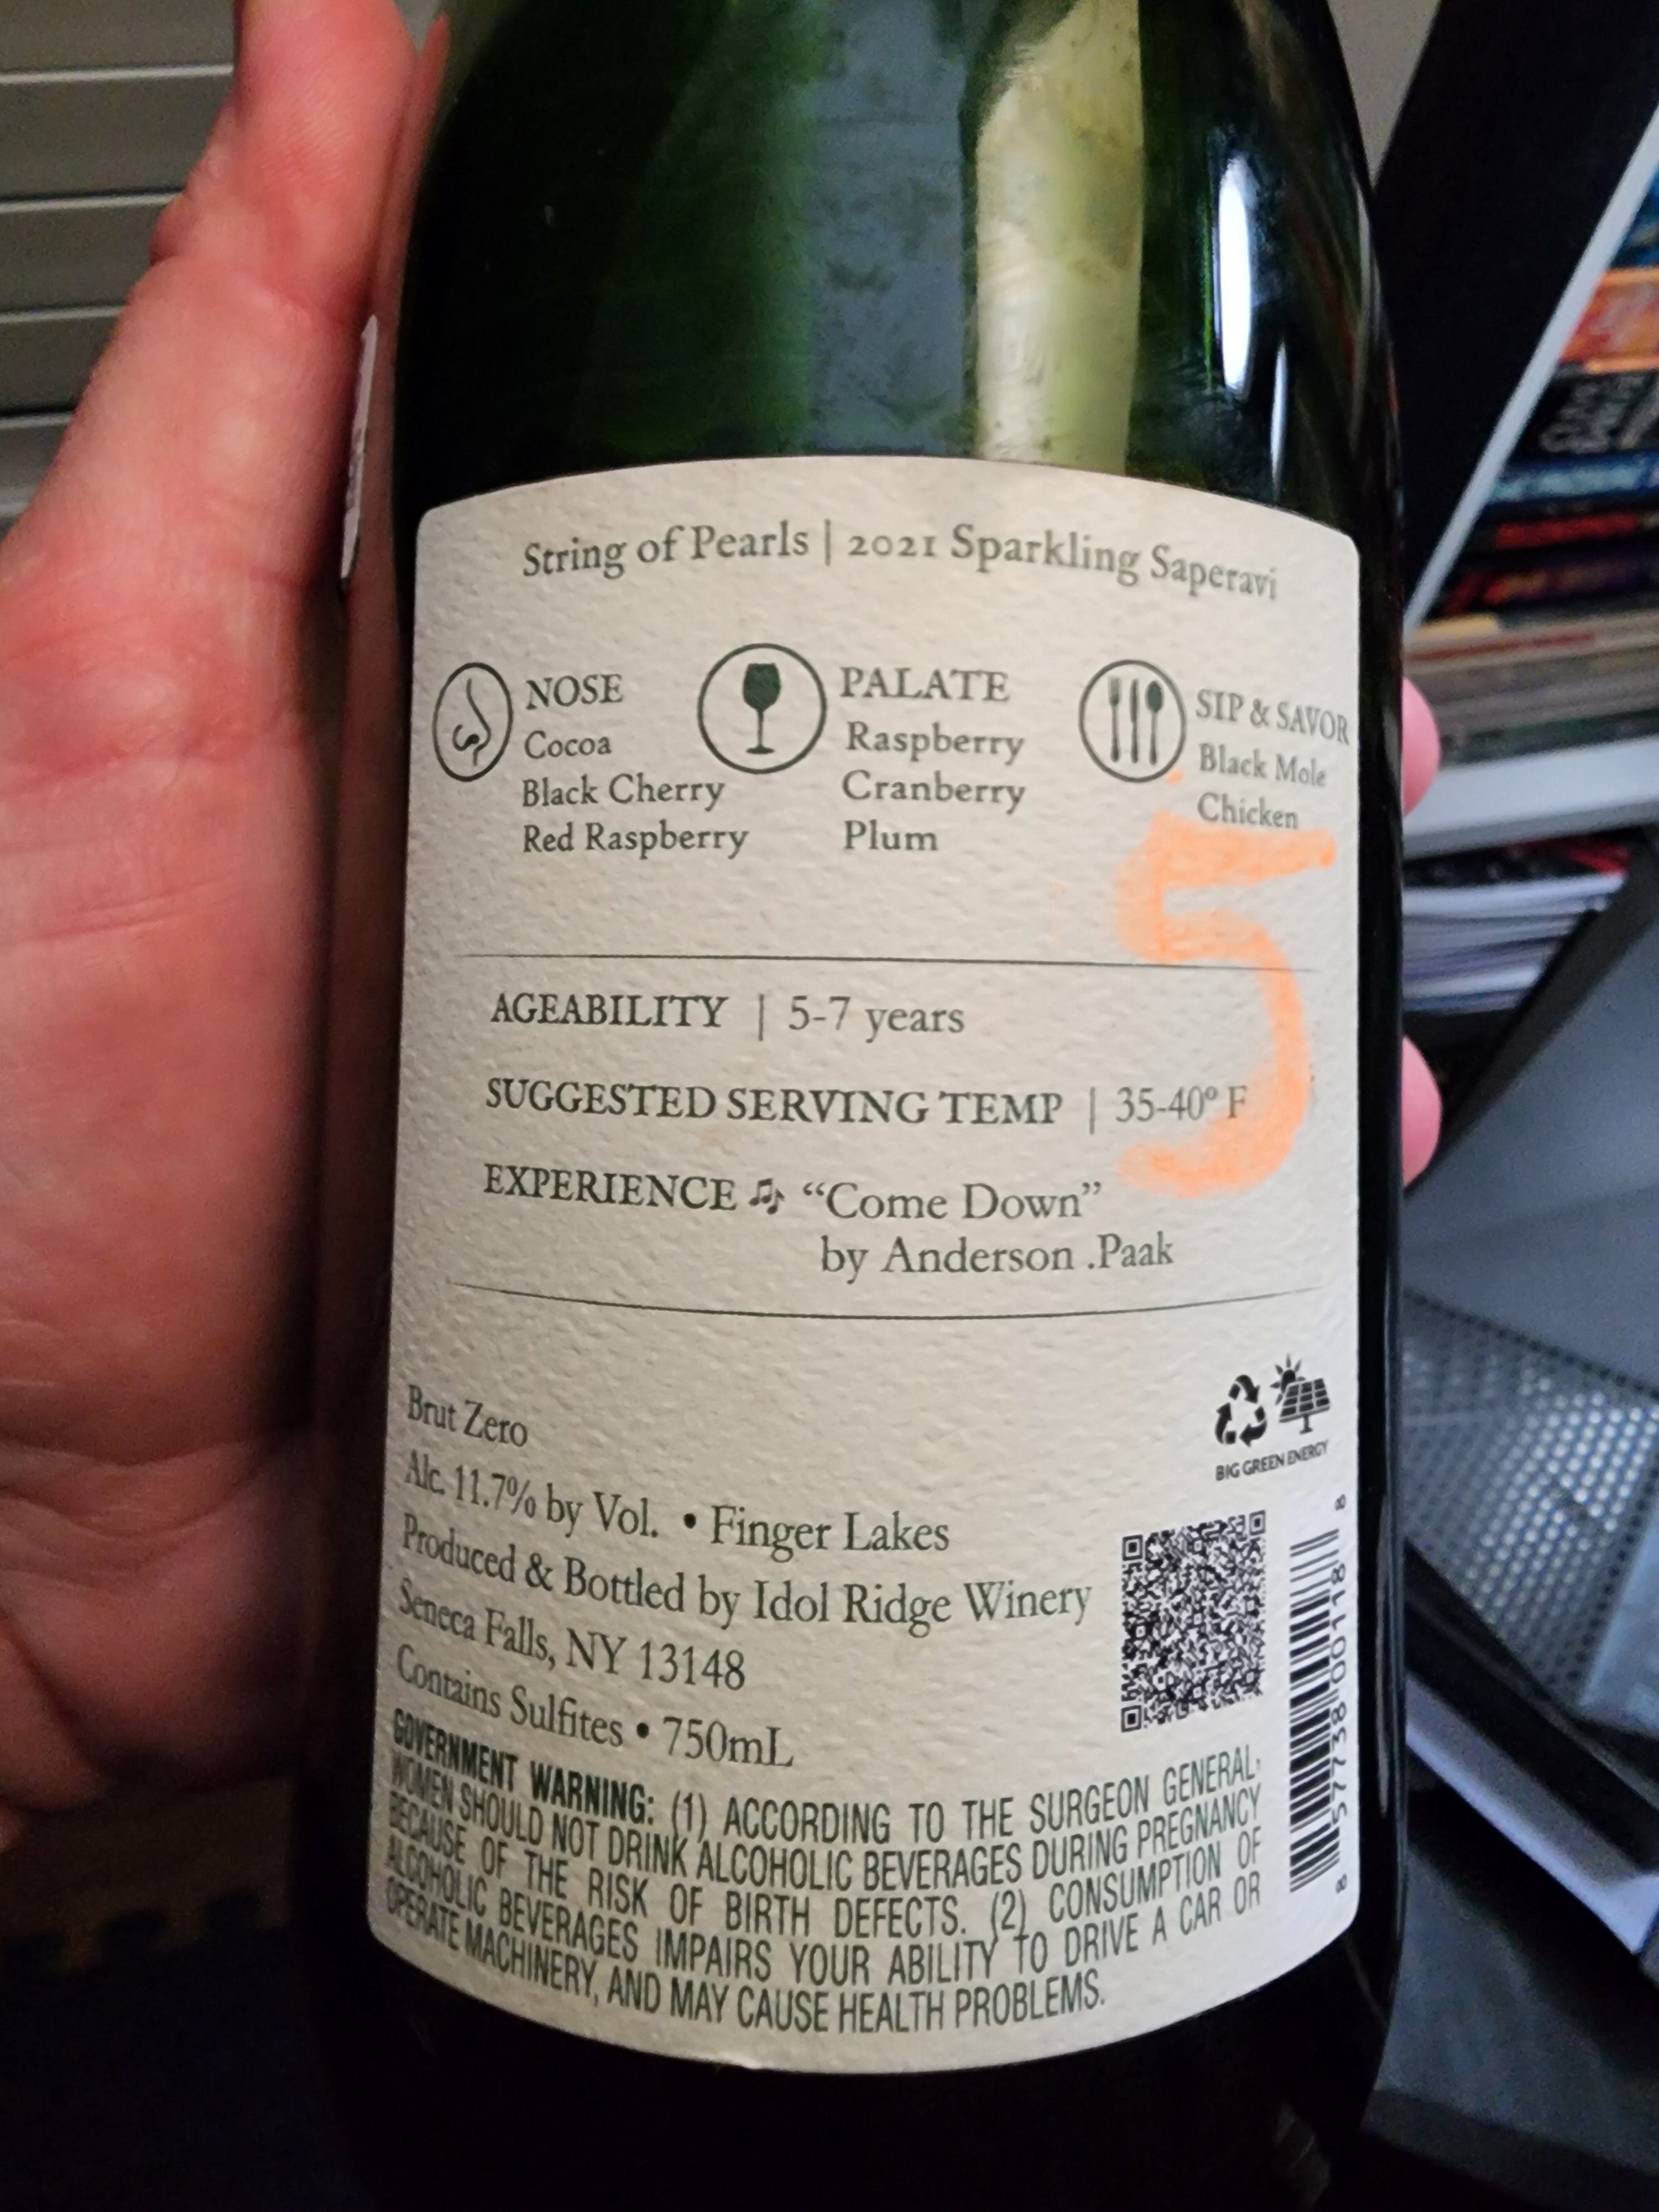 String of Pearls | 2021 Sparkling Saperavi
NOSE
Cocoa
Black Cherry
Red Raspberry
PALATE
Raspberry
Cranberry
Plum
SIP & SAVOR
Black Mole
Chicken
5
AGEABILITY | 5-7 years
SUGGESTED SERVING TEMP | 35-40° F
EXPERIENCE ♫ “Come Down”
by Anderson .Paak
Brut Zero
Alc. 11.7% by Vol. • Finger Lakes
Produced & Bottled by Idol Ridge Winery
Seneca Falls, NY 13148
Contains Sulfites • 750mL
BIG GREEN ENERGY
8 57738 00118 8
GOVERNMENT WARNING: (1) ACCORDING TO THE SURGEON GENERAL,
WOMEN SHOULD NOT DRINK ALCOHOLIC BEVERAGES DURING PREGNANCY
BECAUSE OF THE RISK OF BIRTH DEFECTS. (2) CONSUMPTION OF
ALCOHOLIC BEVERAGES IMPAIRS YOUR ABILITY TO DRIVE A CAR OR
OPERATE MACHINERY, AND MAY CAUSE HEALTH PROBLEMS.